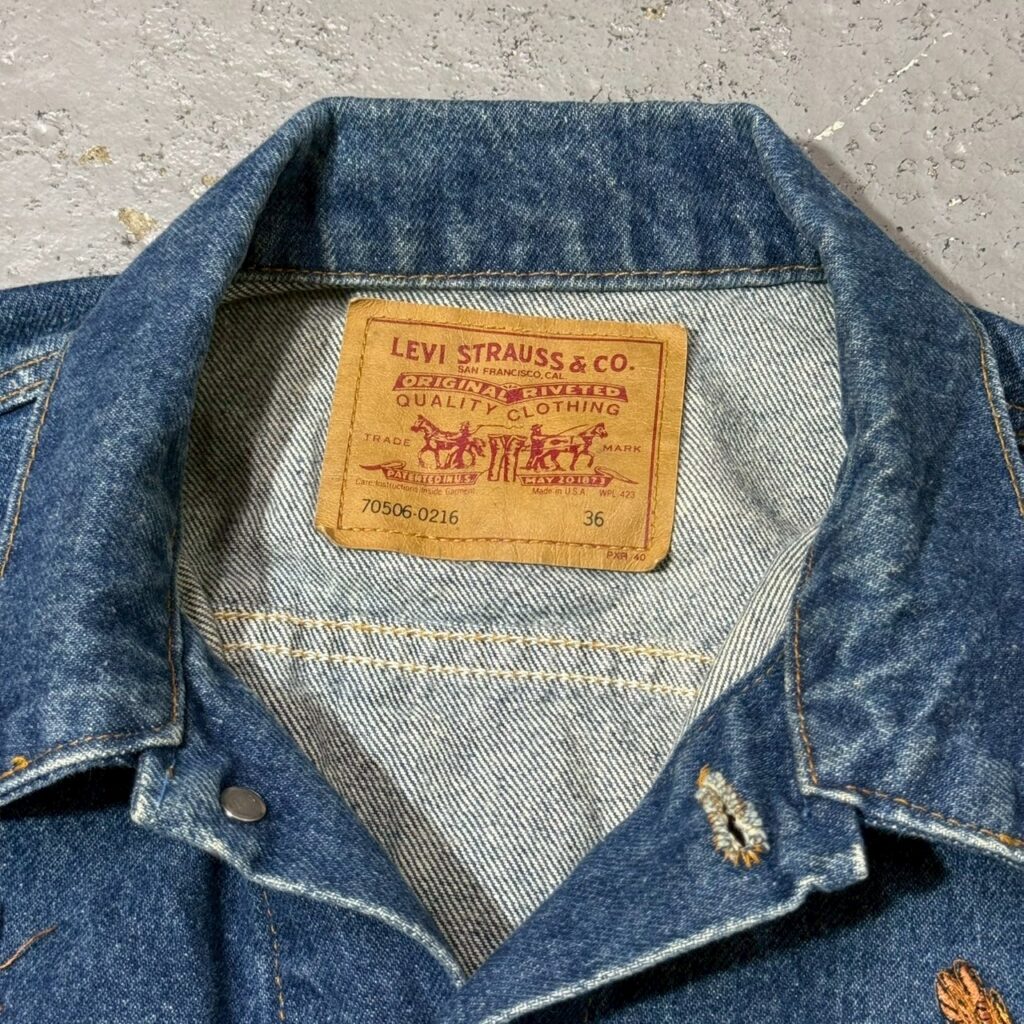 LEVI STRAUSS & CO.
SAN FRANCISCO, CAL
ORIGINAL RIVETED
QUALITY CLOTHING
TRADE MARK
PATENTED IN U.S. MAY 20 1873
Care Instructions Inside Garment Made in U.S.A. WPL 423
70506-0216 36
PXR 40